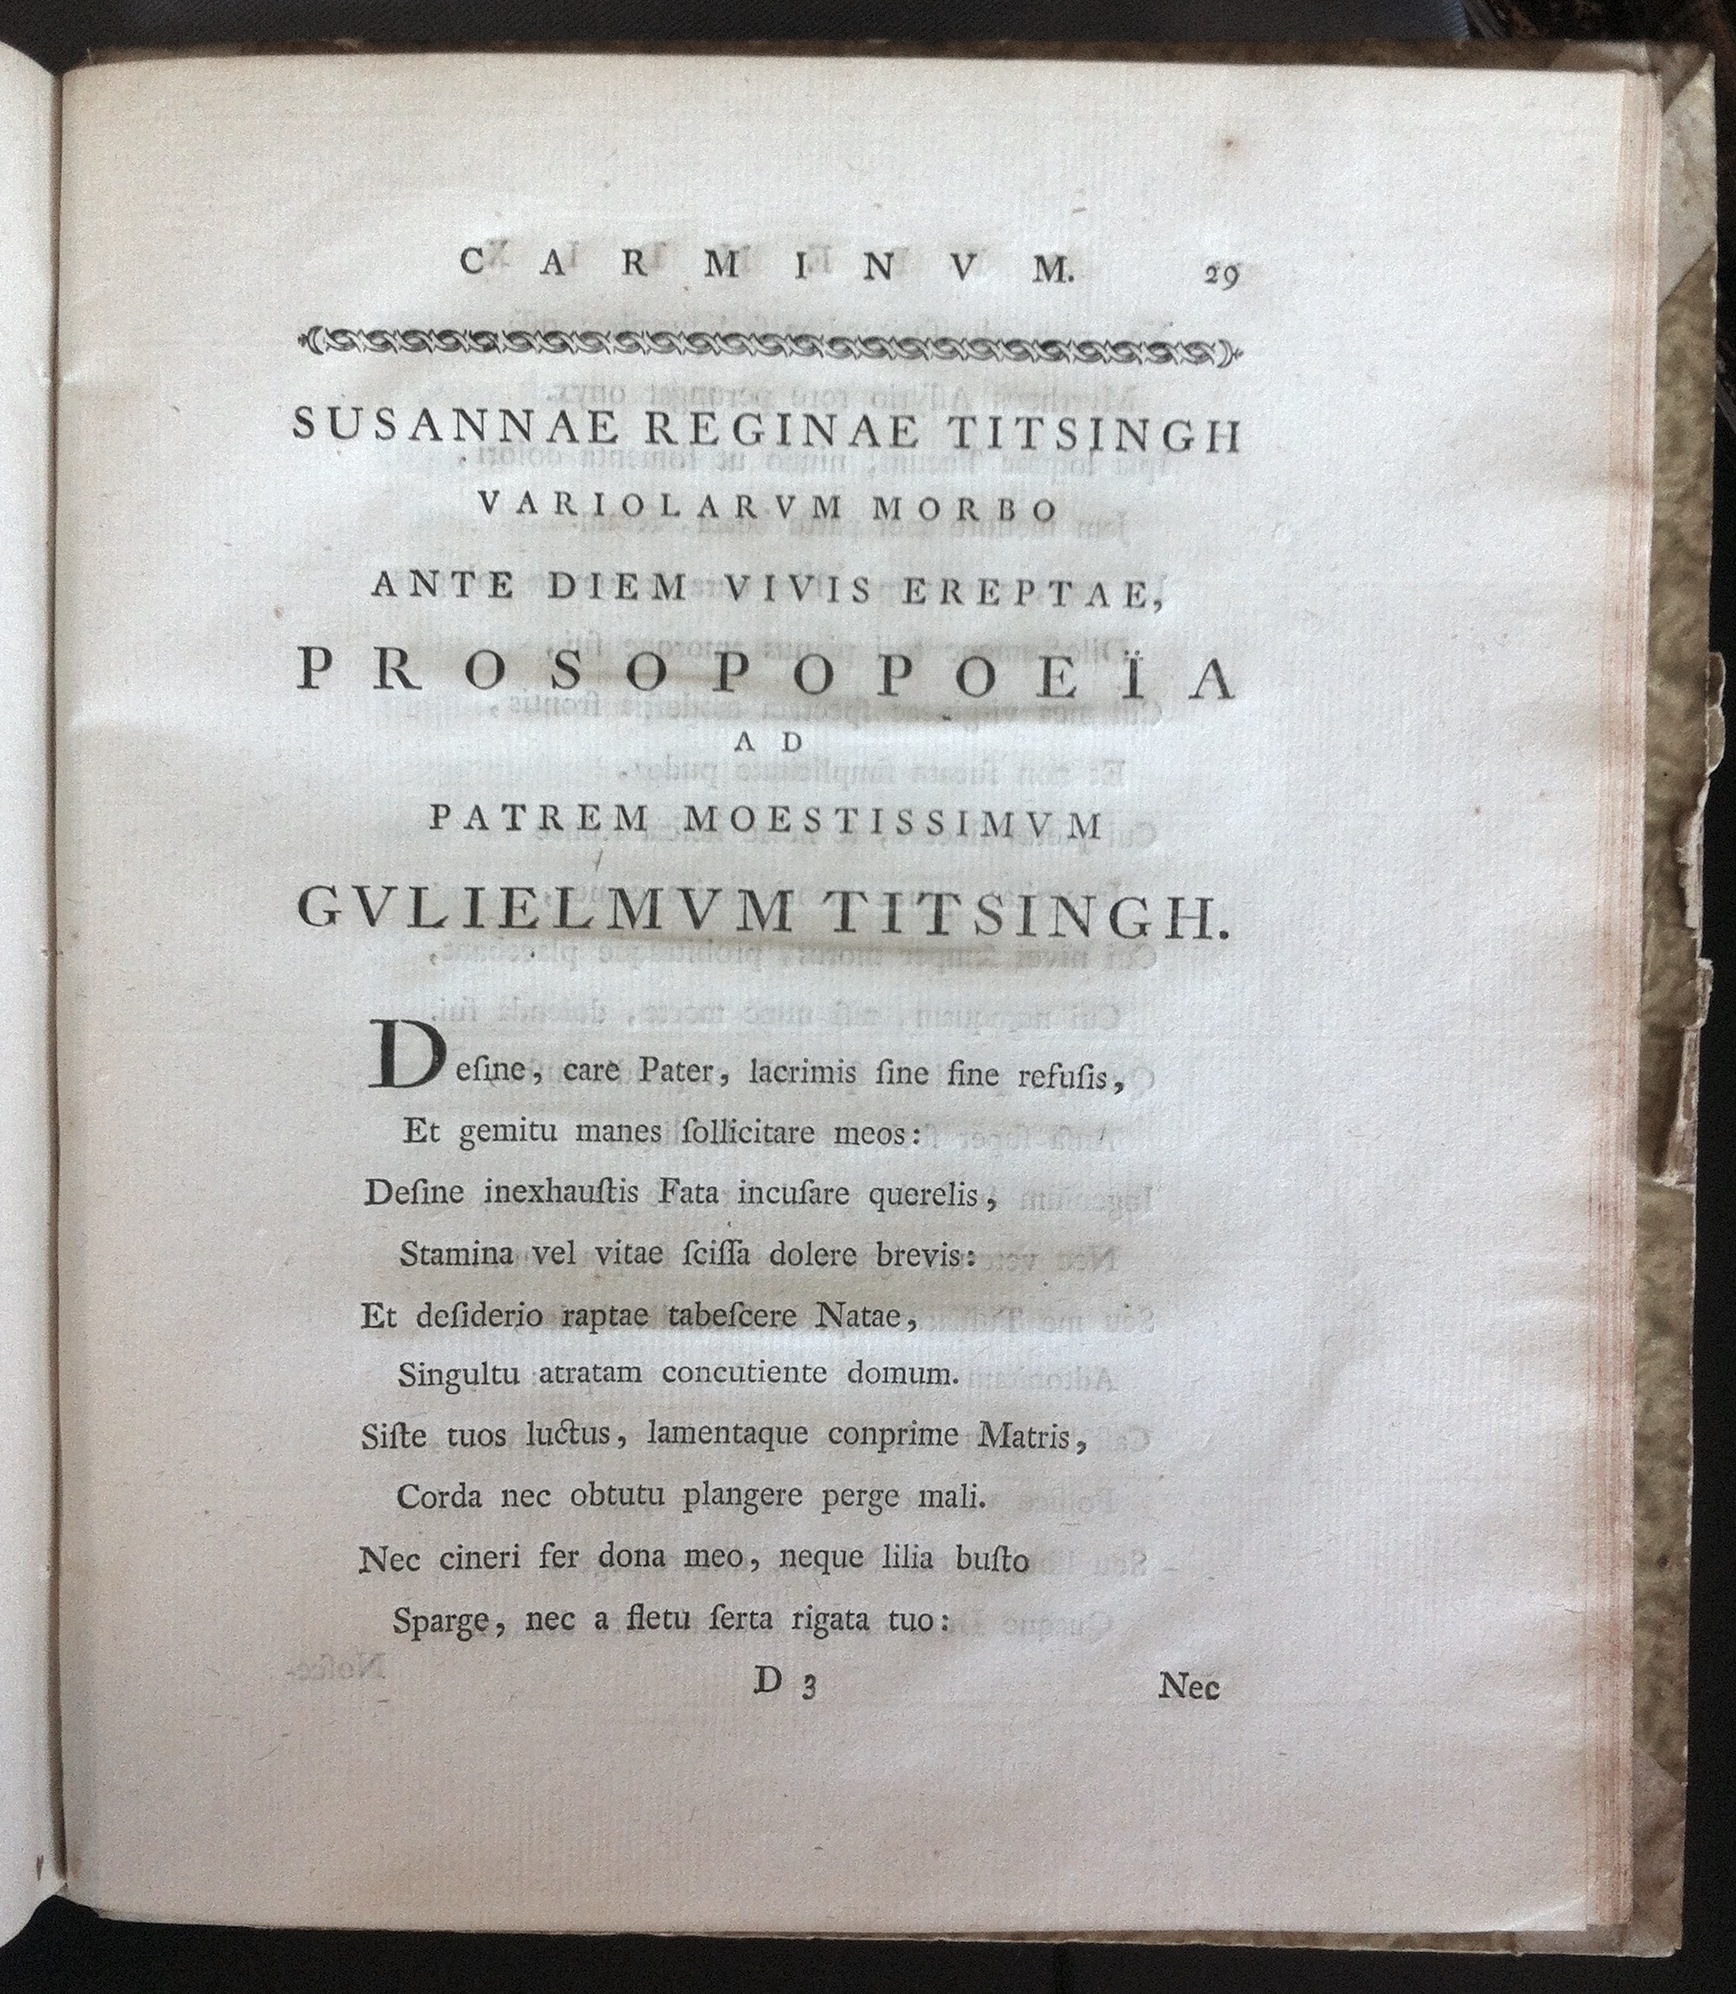 CARMINVM. 29
SUSANNAE REGINAE TITSINGH
VARIOLARVM MORBO
ANTE DIEM VIVIS EREPTAE,
PROSOPOPOEÏA
AD
PATREM MOESTISSIMVM
GVLIELMVM TITSINGH.
Deſine, care Pater, lacrimis ſine fine refuſis,
Et gemitu manes ſollicitare meos:
Deſine inexhauſtis Fata incuſare querelis,
Stamina vel vitae ſciſſa dolere brevis:
Et deſiderio raptae tabeſcere Natae,
Singultu atratam concutiente domum.
Siſte tuos luctus, lamentaque conprime Matris,
Corda nec obtutu plangere perge mali.
Nec cineri fer dona meo, neque lilia buſto
Sparge, nec a fletu ſerta rigata tuo:
D 3 Nec